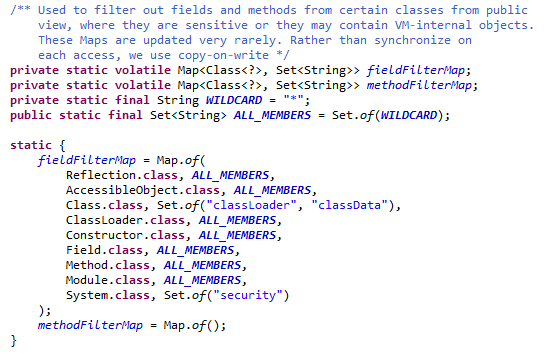 /** Used to filter out fields and methods from certain classes from public
view, where they are sensitive or they may contain VM-internal objects.
These Maps are updated very rarely. Rather than synchronize on
each access, we use copy-on-write */
private static volatile Map<Class<?>, Set<String>> fieldFilterMap;
private static volatile Map<Class<?>, Set<String>> methodFilterMap;
private static final String WILDCARD = "*";
public static final Set<String> ALL_MEMBERS = Set.of(WILDCARD);

static {
    fieldFilterMap = Map.of(
        Reflection.class, ALL_MEMBERS,
        AccessibleObject.class, ALL_MEMBERS,
        Class.class, Set.of("classLoader", "classData"),
        ClassLoader.class, ALL_MEMBERS,
        Constructor.class, ALL_MEMBERS,
        Field.class, ALL_MEMBERS,
        Method.class, ALL_MEMBERS,
        Module.class, ALL_MEMBERS,
        System.class, Set.of("security")
    );
    methodFilterMap = Map.of();
}